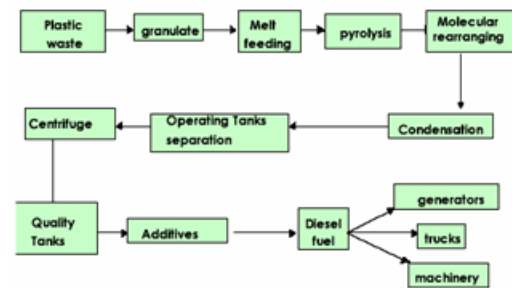 Plastic
waste
granulate
Melt
feeding
pyrolysis
Molecular
rearranging
Centrifuge
Operating Tanks
separation
Condensation
Quality
Tanks
Additives
Diesel
fuel
generators
trucks
machinery